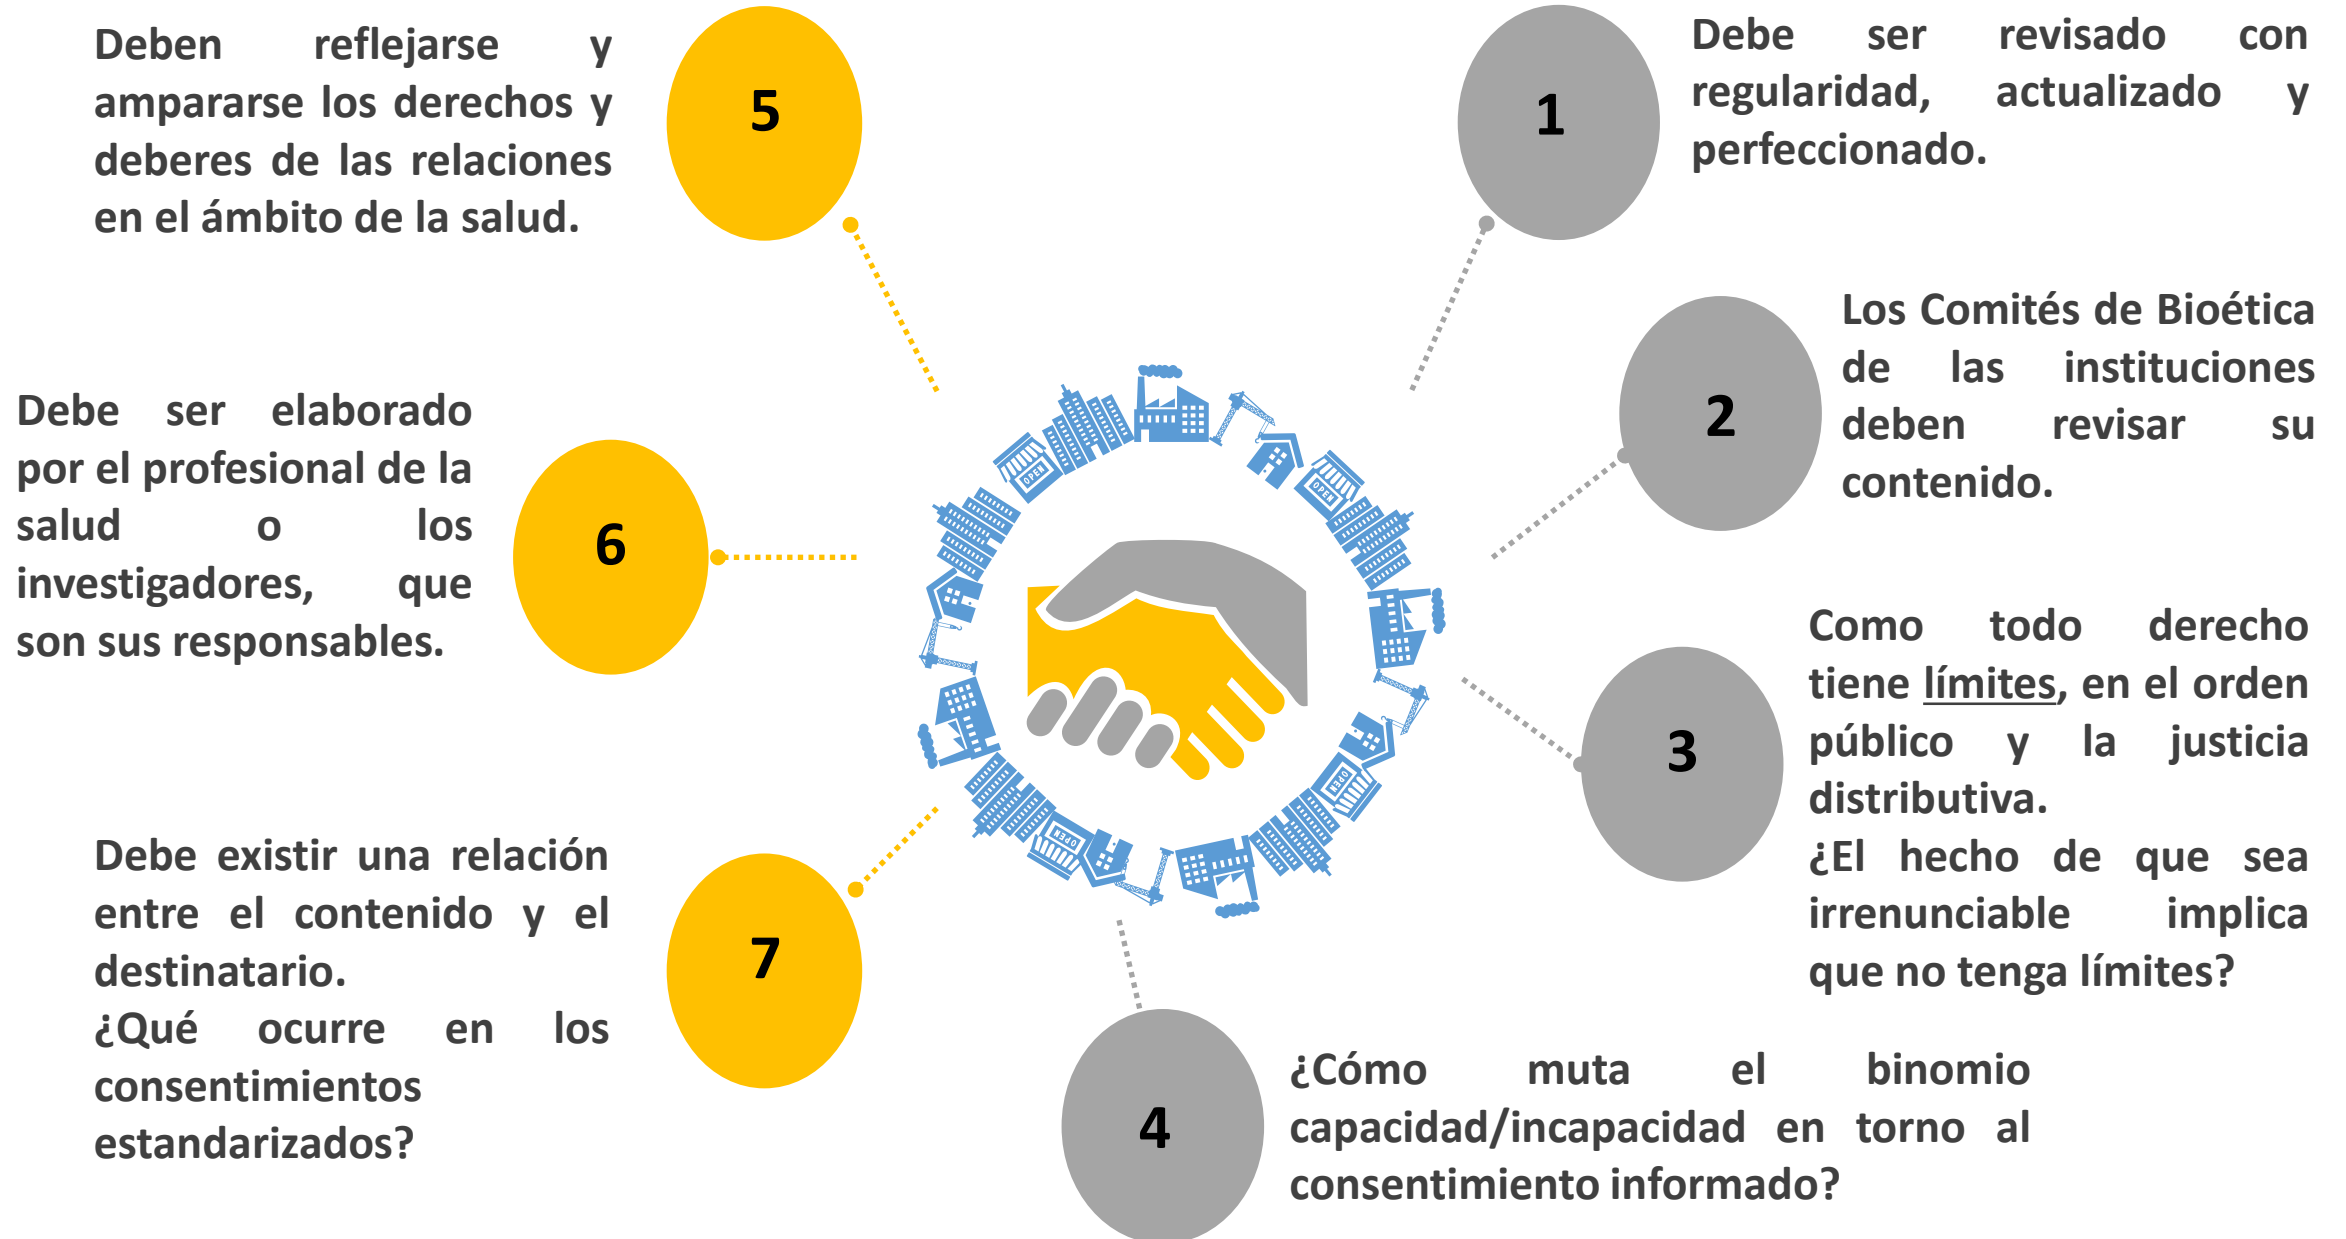 1
Debe ser revisado con
regularidad, actualizado y
perfeccionado.
2
Los Comités de Bioética
de las instituciones
deben revisar su
contenido.
3
Como todo derecho
tiene límites, en el orden
público y la justicia
distributiva.
¿El hecho de que sea
irrenunciable implica
que no tenga límites?
4
¿Cómo muta el binomio
capacidad/incapacidad en torno al
consentimiento informado?
5
Deben reflejarse y
ampararse los derechos y
deberes de las relaciones
en el ámbito de la salud.
6
Debe ser elaborado
por el profesional de la
salud o los
investigadores, que
son sus responsables.
7
Debe existir una relación
entre el contenido y el
destinatario.
¿Qué ocurre en los
consentimientos
estandarizados?
OPEN
OPEN
OPEN
OPEN